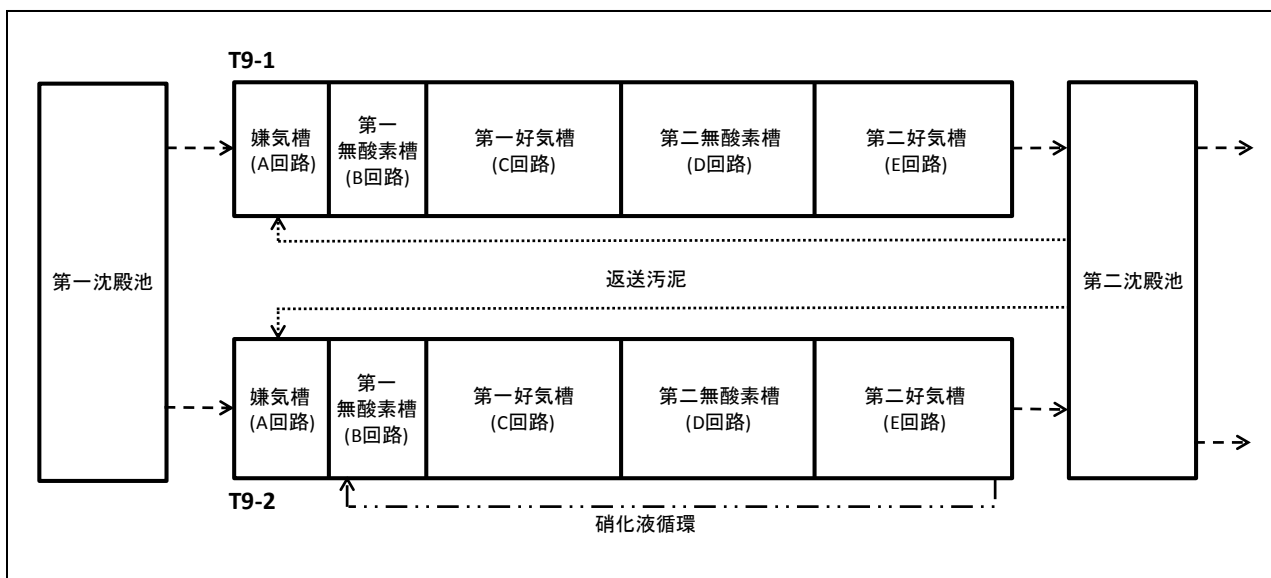 T9-1
第一沈殿池
嫌気槽
(A回路)
第一
無酸素槽
(B回路)
第一好気槽
(C回路)
第二無酸素槽
(D回路)
第二好気槽
(E回路)
第二沈殿池
返送汚泥
嫌気槽
(A回路)
第一
無酸素槽
(B回路)
第一好気槽
(C回路)
第二無酸素槽
(D回路)
第二好気槽
(E回路)
T9-2
硝化液循環